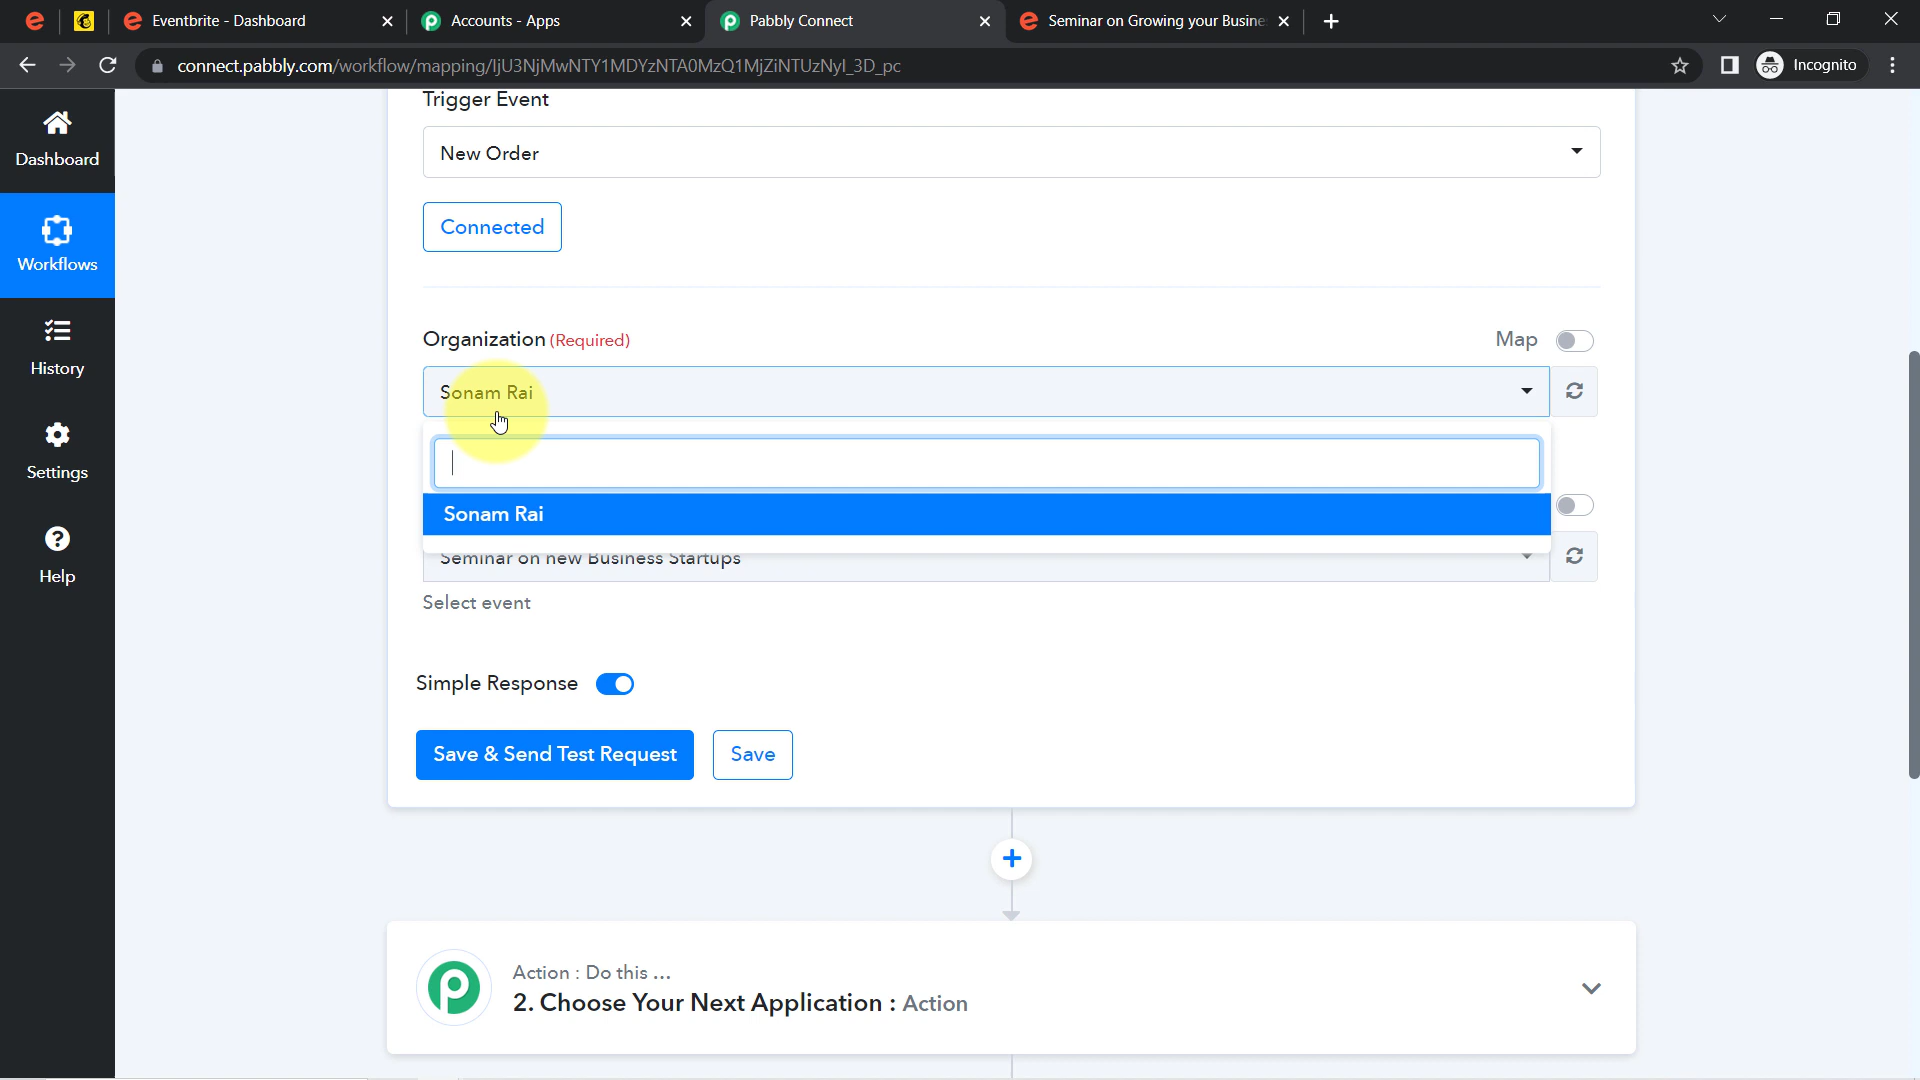 Eventbrite - Dashboard
Accounts - Apps
Pabbly Connect
Seminar on Growing your Busine
connect.pabbly.com/workflow/mapping/IjU3NjMwNTY1MDYzNTA0MzQ1MjZiNTUzNyI_3D_pc
Incognito
Dashboard
Workflows
History
Settings
Help
Trigger Event
New Order
Connected
Organization (Required)
Map
Sonam Rai
Sonam Rai
Seminar on new Business Startups
Select event
Simple Response
Save & Send Test Request
Save
Action : Do this ...
2. Choose Your Next Application : Action